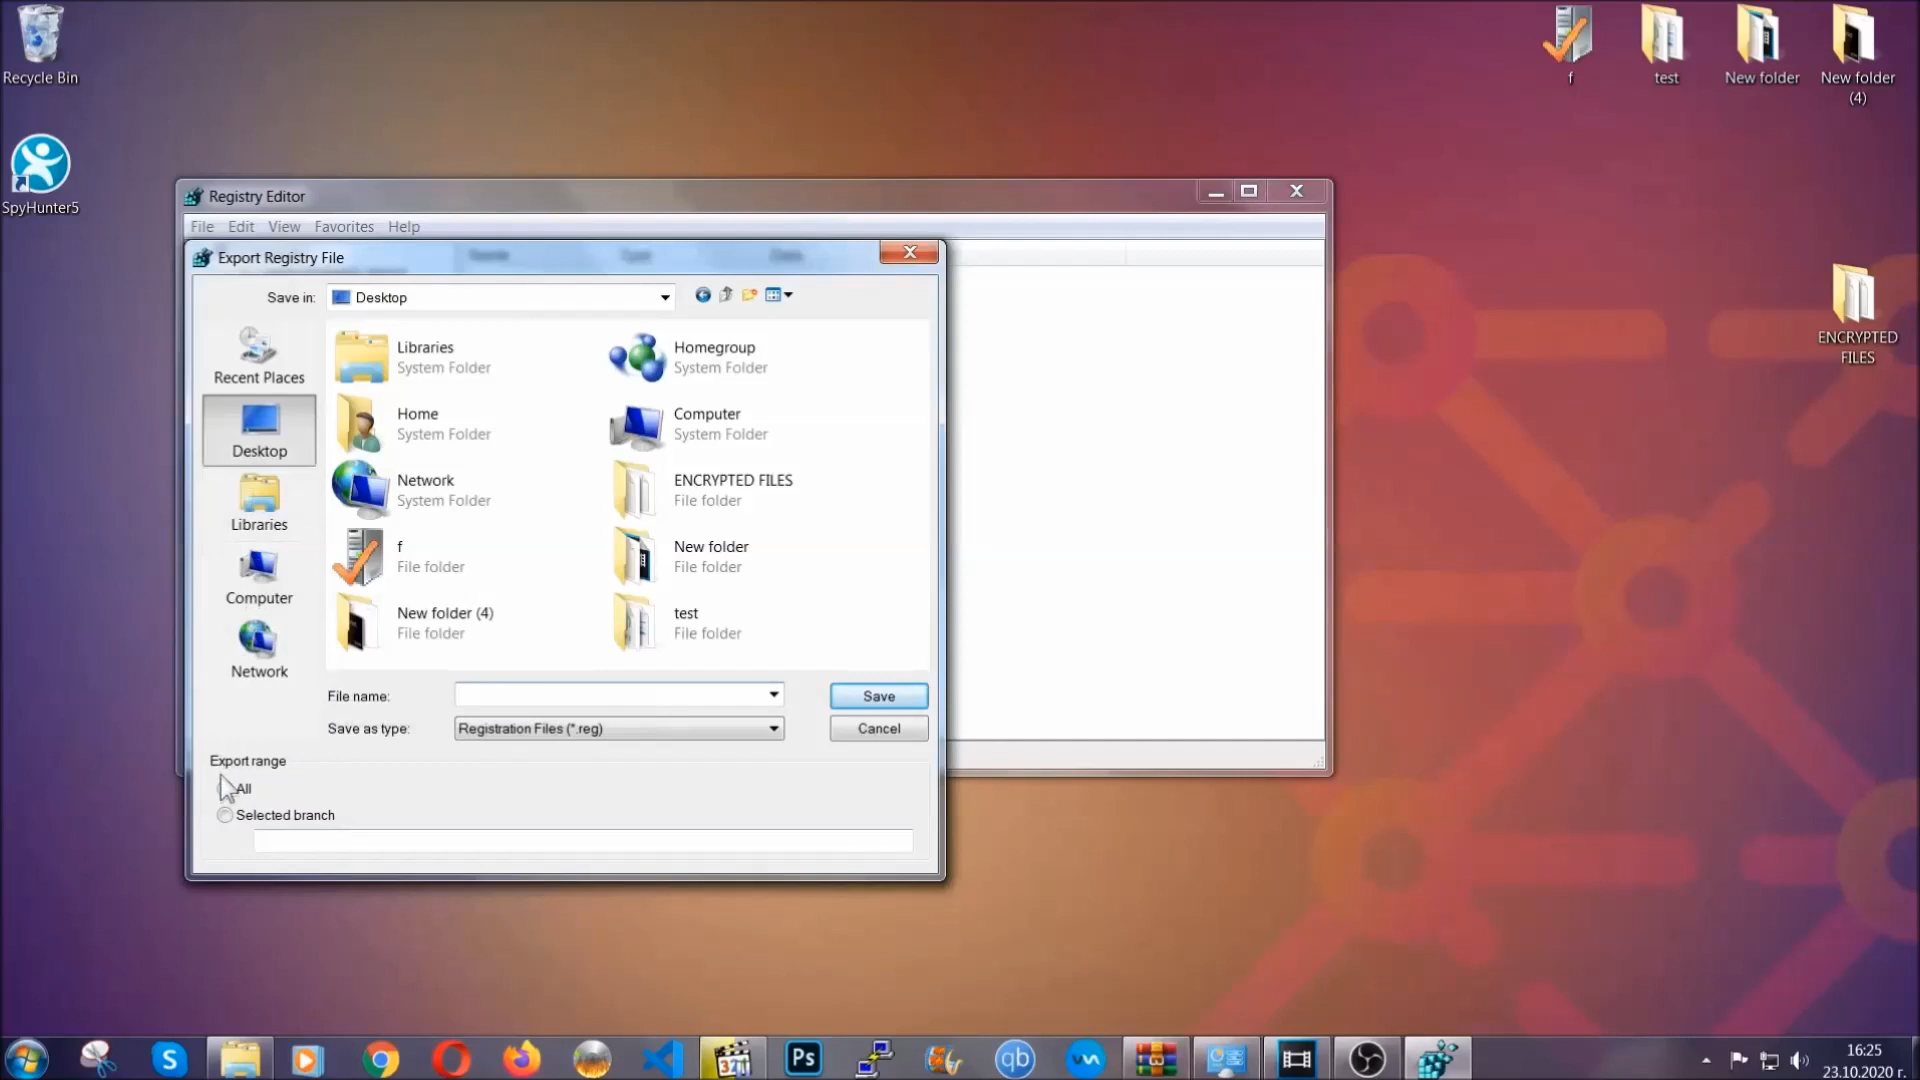 Recycle Bin
SpyHunter5
f
test
New folder
New folder
(4)
ENCRYPTED
FILES
Registry Editor
File Edit View Favorites Help
Export Registry File
Save in:
Desktop
Recent Places
Desktop
Libraries
Computer
Network
Libraries
System Folder
Homegroup
System Folder
Home
System Folder
Computer
System Folder
Network
System Folder
ENCRYPTED FILES
File folder
f
File folder
New folder
File folder
New folder (4)
File folder
test
File folder
File name:
Save
Save as type:
Registration Files (*.reg)
Cancel
Export range
All
Selected branch
S
321
Ps
qb
16:25
23.10.2020 г.